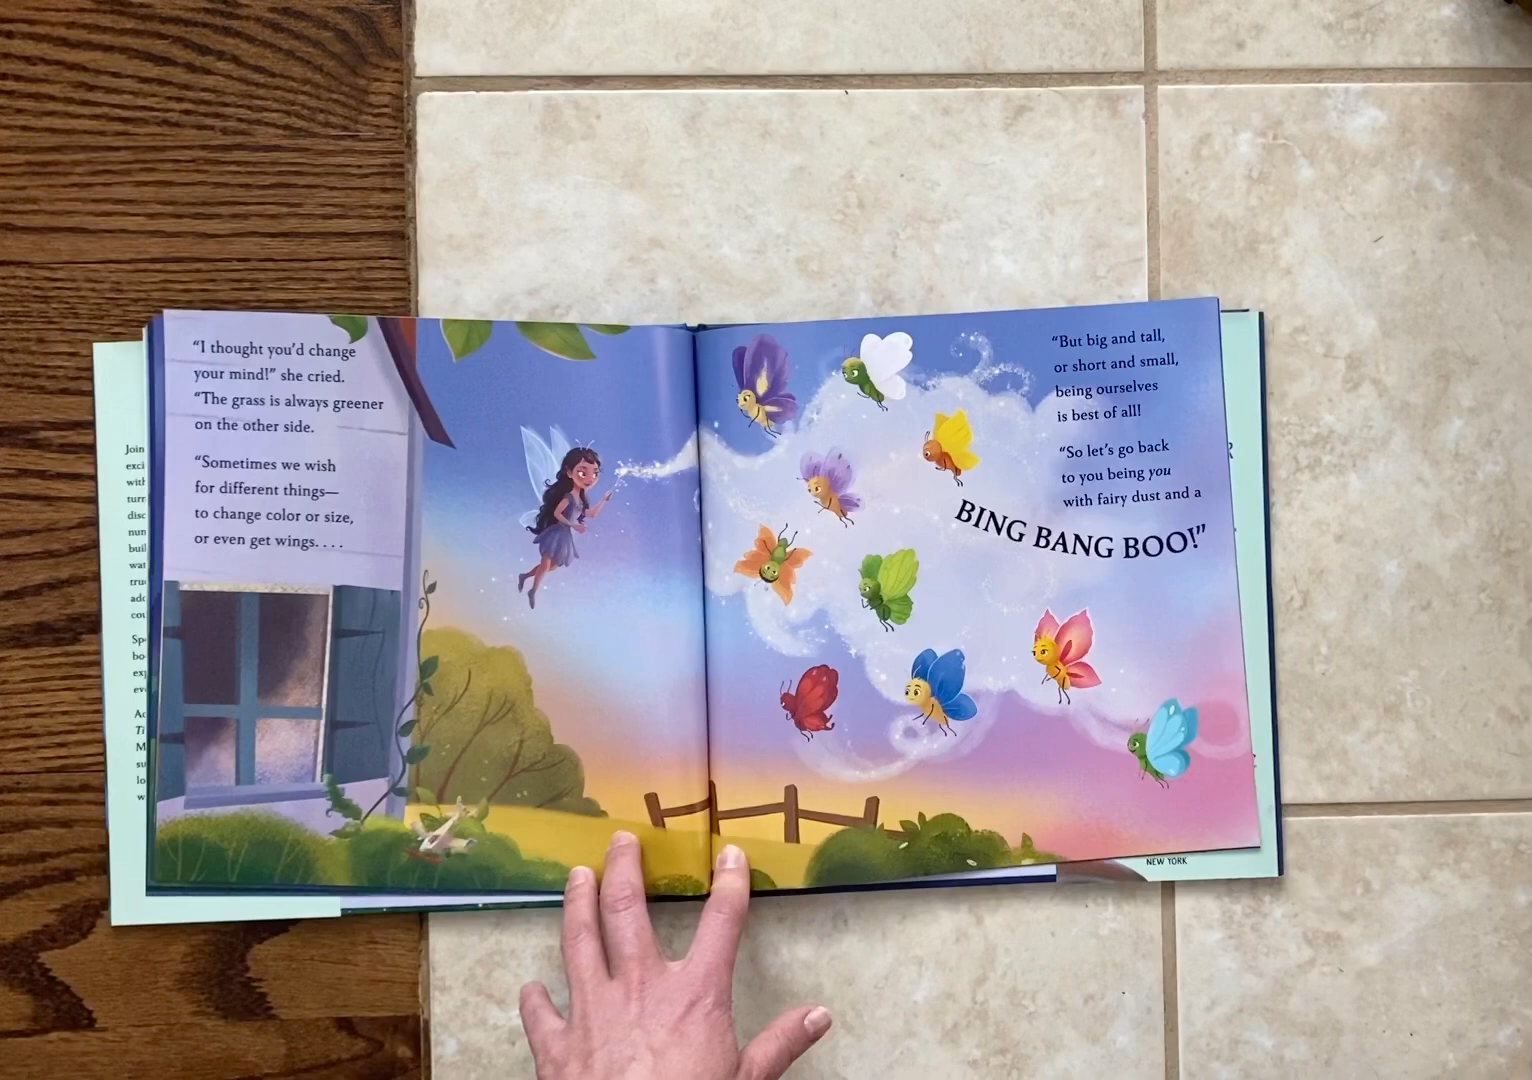 “I thought you’d change
your mind!” she cried.
“The grass is always greener
on the other side.
“Sometimes we wish
for different things—
to change color or size,
or even get wings. . . .
“But big and tall,
or short and small,
being ourselves
is best of all!
“So let’s go back
to you being you
with fairy dust and a
BING BANG BOO!”
Join
NEW YORK